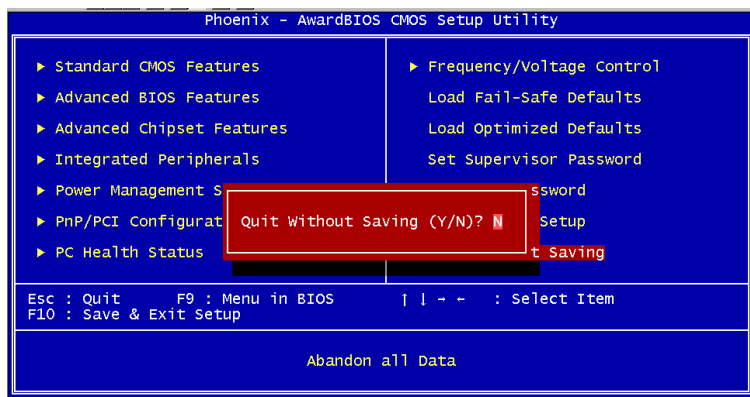 Phoenix - AwardBIOS CMOS Setup Utility
▶ Standard CMOS Features
▶ Advanced BIOS Features
▶ Advanced Chipset Features
▶ Integrated Peripherals
▶ Power Management S
▶ PnP/PCI Configurat
▶ PC Health Status
▶ Frequency/Voltage Control
Load Fail-Safe Defaults
Load Optimized Defaults
Set Supervisor Password
ssword
Setup
t Saving
Quit Without Saving (Y/N)? N
Esc : Quit F9 : Menu in BIOS ↑ ↓ → ← : Select Item
F10 : Save & Exit Setup
Abandon all Data